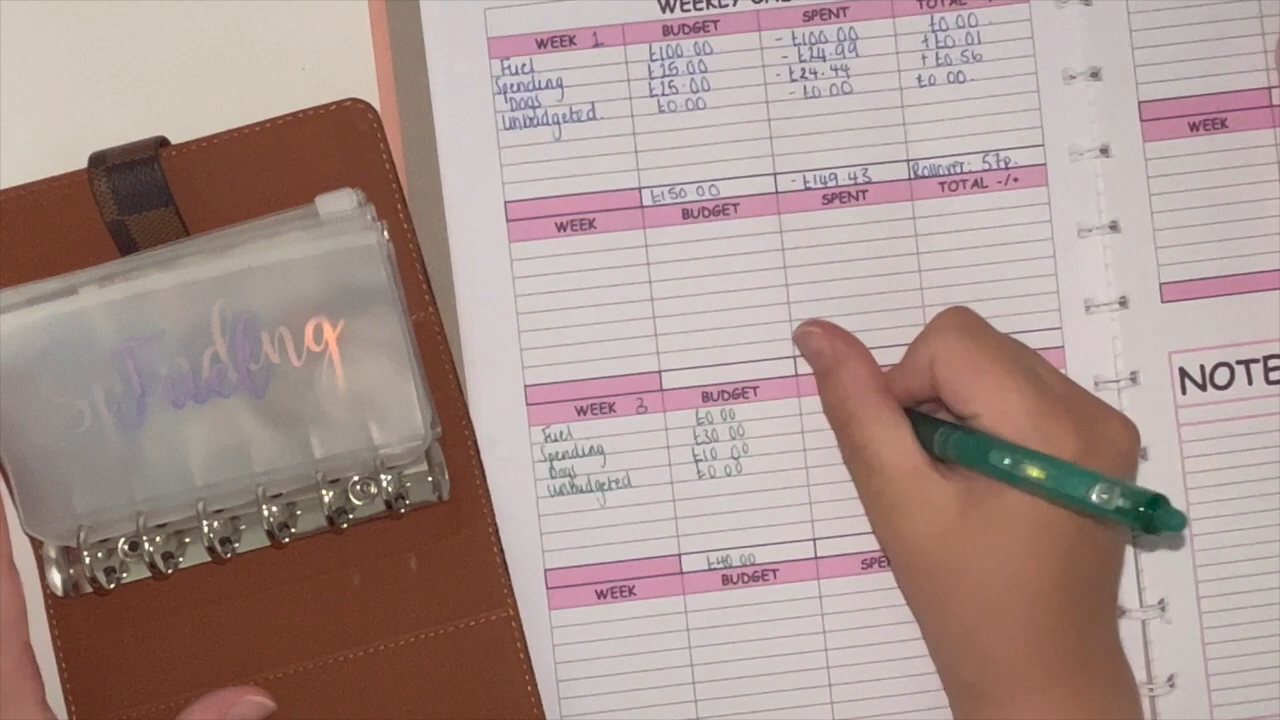 WEEKLY
WEEK 1 BUDGET SPENT TOTAL
Fuel £100.00 - £100.00 £0.00
Spending £25.00 - £24.99 + £0.01
Dogs £25.00 - £24.44 + £0.56
Unbudgeted. £0.00 - £0.00 £0.00
£150.00 - £149.43 Rollover: 57p.
WEEK BUDGET SPENT TOTAL -/+
WEEK 3 BUDGET
Fuel £0.00
Spending £30.00
Dogs £10.00
Unbudgeted £0.00
£40.00
WEEK BUDGET SPE
WEEK
NOTE
Spending
Fuel